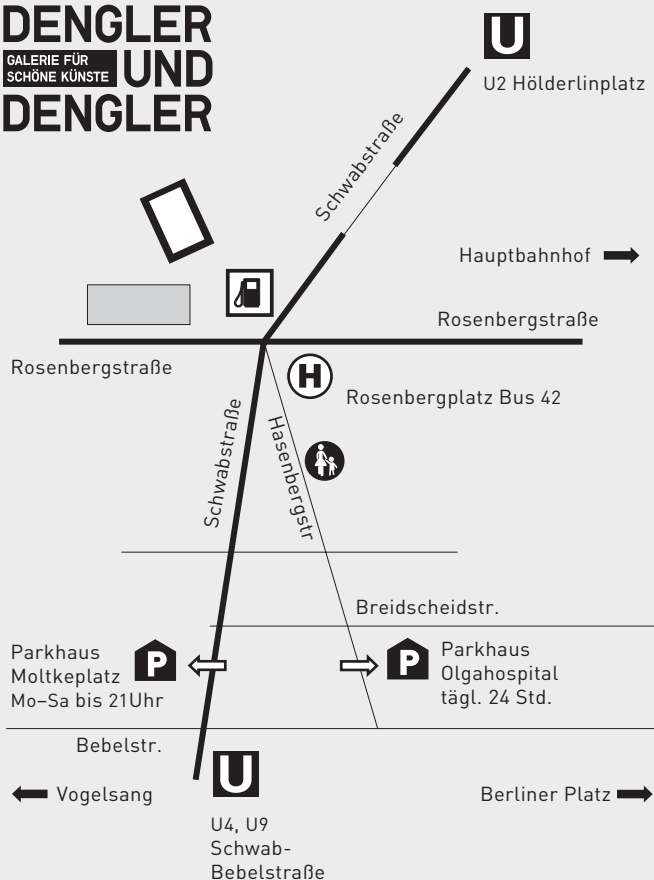 DENGLER
GALERIE FÜR
SCHÖNE KÜNSTE
UND
DENGLER
U
U2 Hölderlinplatz
Schwabstraße
Hauptbahnhof
Rosenbergstraße
Rosenbergstraße
H
Rosenbergplatz Bus 42
Schwabstraße
Hasenbergstr
Breidscheidstr.
Parkhaus
Moltkeplatz
Mo–Sa bis 21Uhr
P
P
Parkhaus
Olgahospital
tägl. 24 Std.
Bebelstr.
Vogelsang
U
Berliner Platz
U4, U9
Schwab-
Bebelstraße